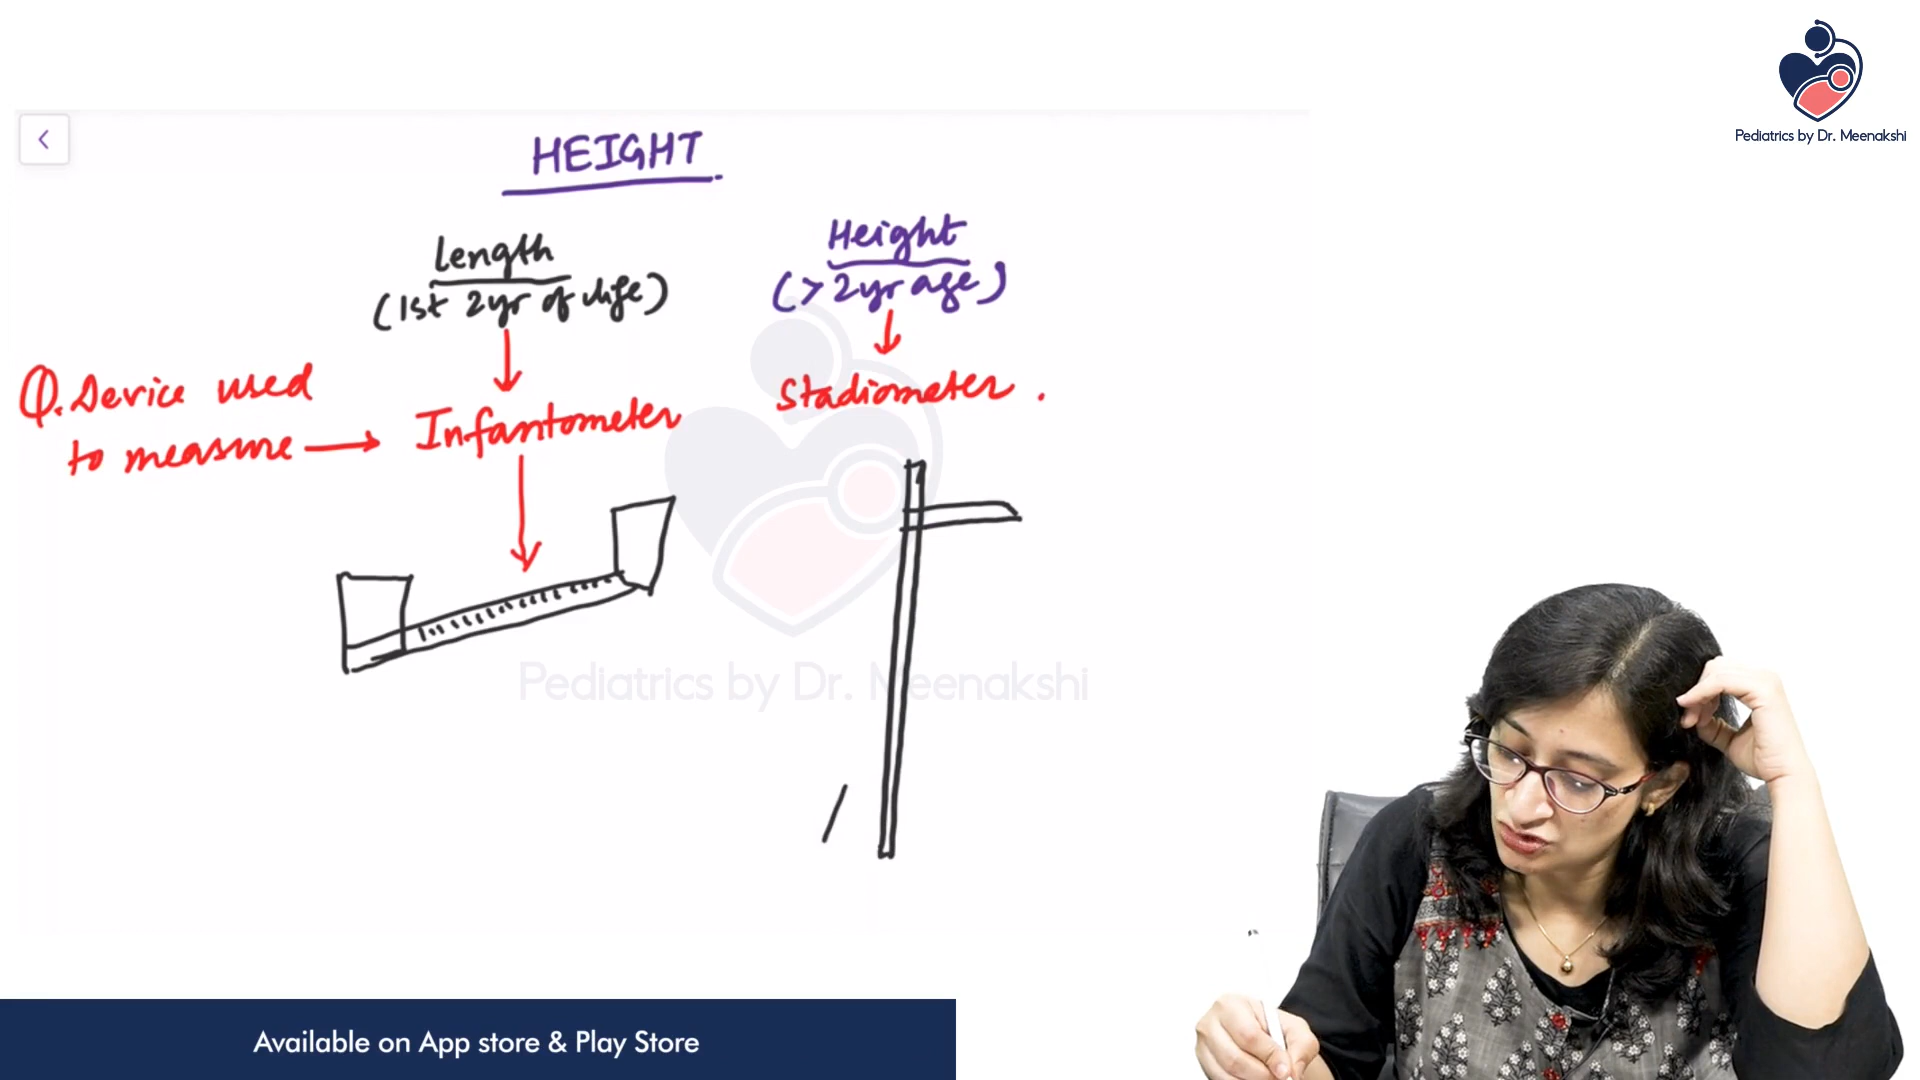 Pediatrics by Dr. Meenakshi
HEIGHT
Length
(1st 2yr of life)
Height
(> 2yr age)
Q. Device used
to measure → Infantometer
Stadiometer.
Pediatrics by Dr. Meenakshi
Available on App store & Play Store